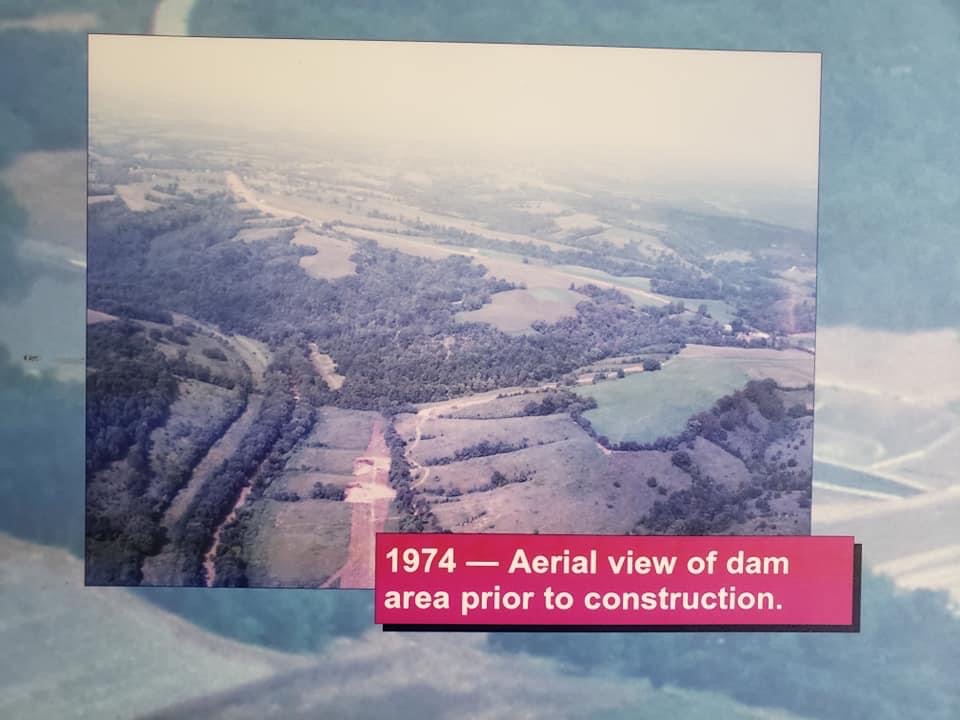 1974 — Aerial view of dam
area prior to construction.